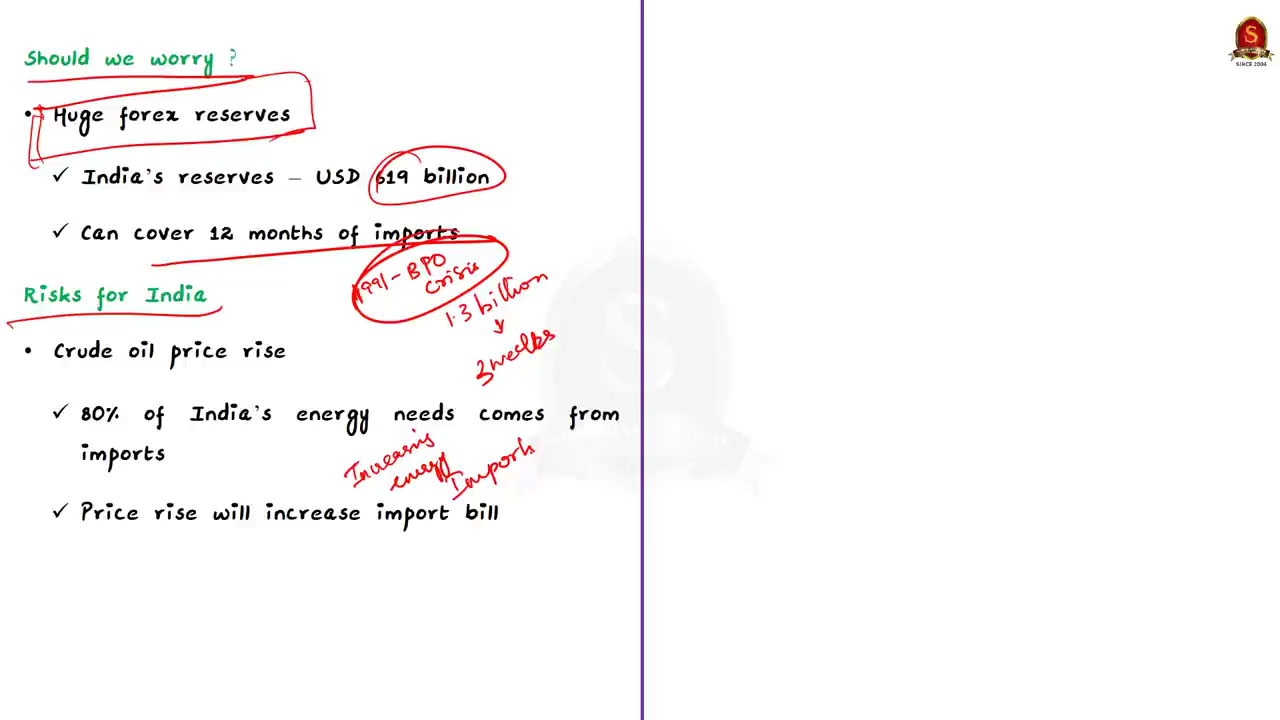 Should we worry ?
• Huge forex reserves
✓ India's reserves – USD 619 billion
✓ Can cover 12 months of imports
1991 - BPO
Crisis
1.3 billion
3 weeks
Risks for India
• Crude oil price rise
✓ 80% of India's energy needs comes from
imports
Increasing
energy
Imports
✓ Price rise will increase import bill
S
SINCE 2004